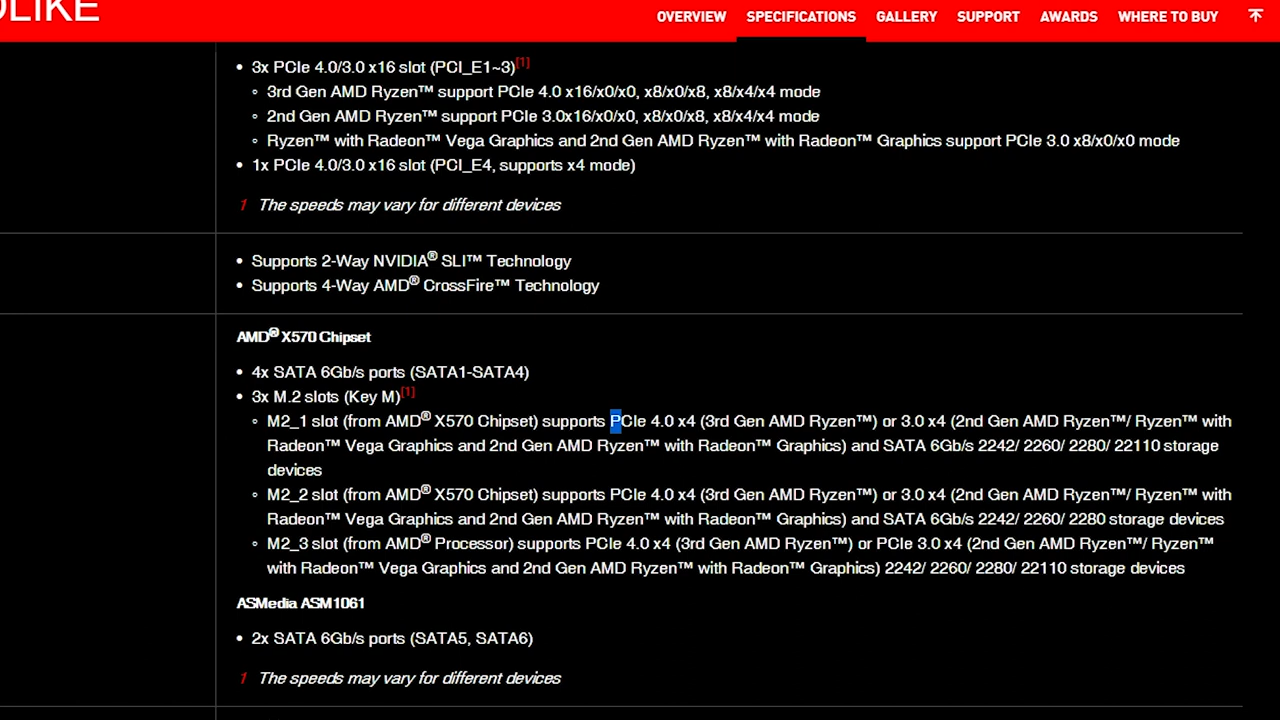 DLIKE
OVERVIEW SPECIFICATIONS GALLERY SUPPORT AWARDS WHERE TO BUY
• 3x PCIe 4.0/3.0 x16 slot (PCI_E1~3)[1]
◦ 3rd Gen AMD Ryzen™ support PCIe 4.0 x16/x0/x0, x8/x0/x8, x8/x4/x4 mode
◦ 2nd Gen AMD Ryzen™ support PCIe 3.0x16/x0/x0, x8/x0/x8, x8/x4/x4 mode
◦ Ryzen™ with Radeon™ Vega Graphics and 2nd Gen AMD Ryzen™ with Radeon™ Graphics support PCIe 3.0 x8/x0/x0 mode
• 1x PCIe 4.0/3.0 x16 slot (PCI_E4, supports x4 mode)
1 The speeds may vary for different devices
• Supports 2-Way NVIDIA® SLI™ Technology
• Supports 4-Way AMD® CrossFire™ Technology
AMD® X570 Chipset
• 4x SATA 6Gb/s ports (SATA1-SATA4)
• 3x M.2 slots (Key M)[1]
◦ M2_1 slot (from AMD® X570 Chipset) supports PCIe 4.0 x4 (3rd Gen AMD Ryzen™) or 3.0 x4 (2nd Gen AMD Ryzen™/ Ryzen™ with
Radeon™ Vega Graphics and 2nd Gen AMD Ryzen™ with Radeon™ Graphics) and SATA 6Gb/s 2242/ 2260/ 2280/ 22110 storage
devices
◦ M2_2 slot (from AMD® X570 Chipset) supports PCIe 4.0 x4 (3rd Gen AMD Ryzen™) or 3.0 x4 (2nd Gen AMD Ryzen™/ Ryzen™ with
Radeon™ Vega Graphics and 2nd Gen AMD Ryzen™ with Radeon™ Graphics) and SATA 6Gb/s 2242/ 2260/ 2280 storage devices
◦ M2_3 slot (from AMD® Processor) supports PCIe 4.0 x4 (3rd Gen AMD Ryzen™) or PCIe 3.0 x4 (2nd Gen AMD Ryzen™/ Ryzen™
with Radeon™ Vega Graphics and 2nd Gen AMD Ryzen™ with Radeon™ Graphics) 2242/ 2260/ 2280/ 22110 storage devices
ASMedia ASM1061
• 2x SATA 6Gb/s ports (SATA5, SATA6)
1 The speeds may vary for different devices